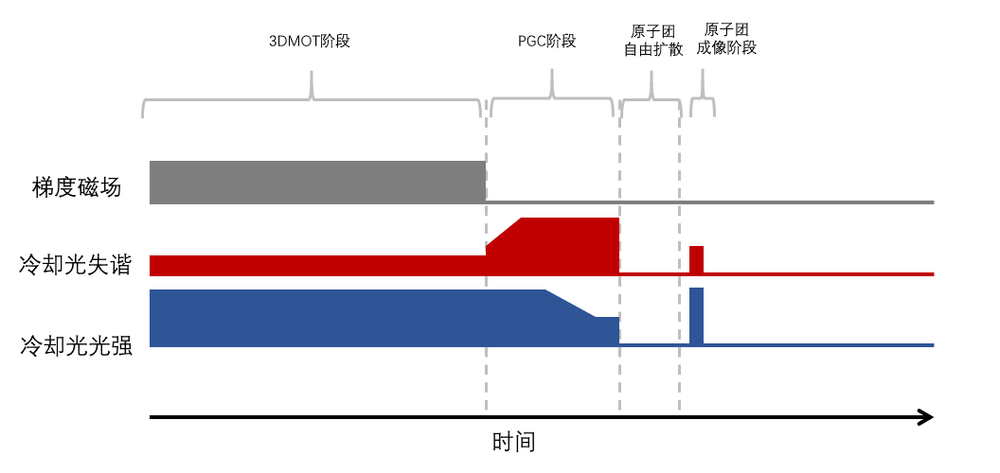 3DMOT阶段
PGC阶段
原子团
自由扩散
原子团
成像阶段
梯度磁场
冷却光失谐
冷却光光强
时间